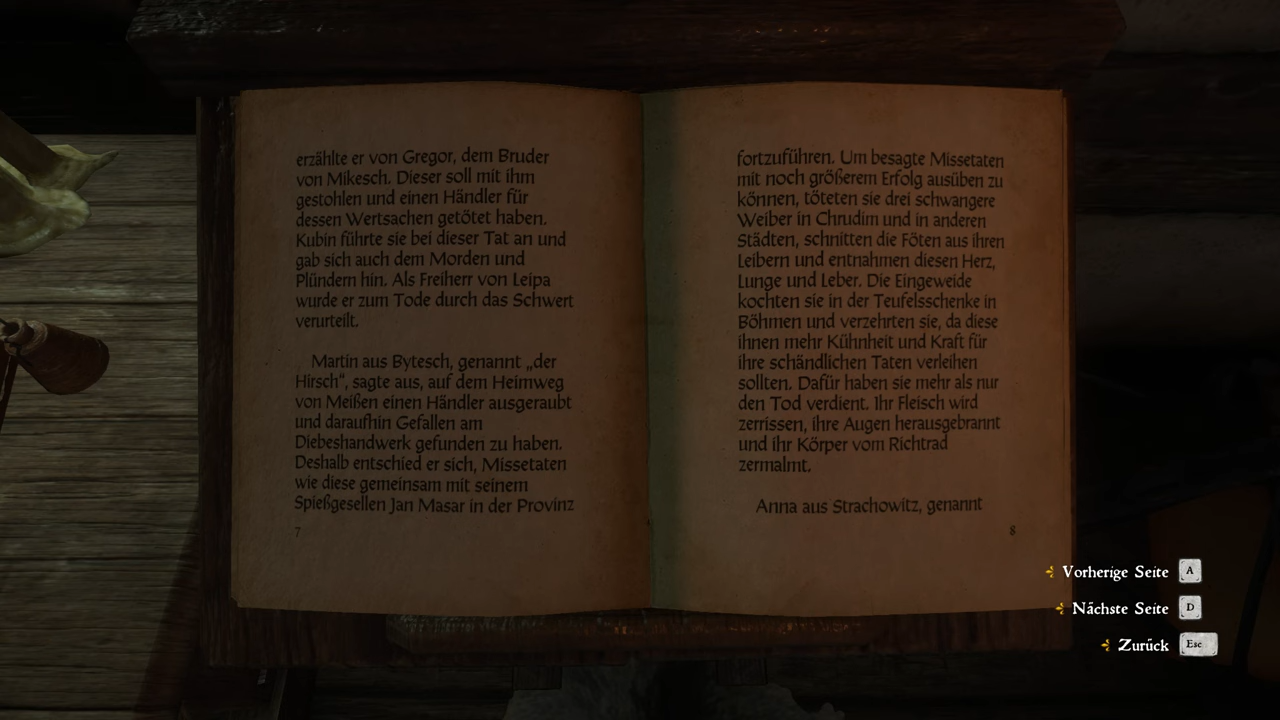 erzählte er von Gregor, dem Bruder
von Mikesch. Dieser soll mit ihm
gestohlen und einen Händler für
dessen Wertsachen getötet haben.
Kubin führte sie bei dieser Tat an und
gab sich auch dem Morden und
Plündern hin. Als Freiherr von Leipa
wurde er zum Tode durch das Schwert
verurteilt.
Martin aus Bytesch, genannt „der
Hirsch“, sagte aus, auf dem Heimweg
von Meißen einen Händler ausgeraubt
und daraufhin Gefallen am
Diebeshandwerk gefunden zu haben.
Deshalb entschied er sich, Missetaten
wie diese gemeinsam mit seinem
Spießgesellen Jan Masar in der Provinz
7
fortzuführen. Um besagte Missetaten
mit noch größerem Erfolg ausüben zu
können, töteten sie drei schwangere
Weiber in Chrudim und in anderen
Städten, schnitten die Föten aus ihren
Leibern und entnahmen diesen Herz,
Lunge und Leber. Die Eingeweide
kochten sie in der Teufelsschenke in
Böhmen und verzehrten sie, da diese
ihnen mehr Kühnheit und Kraft für
ihre schändlichen Taten verleihen
sollten. Dafür haben sie mehr als nur
den Tod verdient. Ihr Fleisch wird
zerrissen, ihre Augen herausgebrannt
und ihr Körper vom Richtrad
zermalmt.
Anna aus Strachowitz, genannt
8
Vorherige Seite A
Nächste Seite D
Zurück Esc